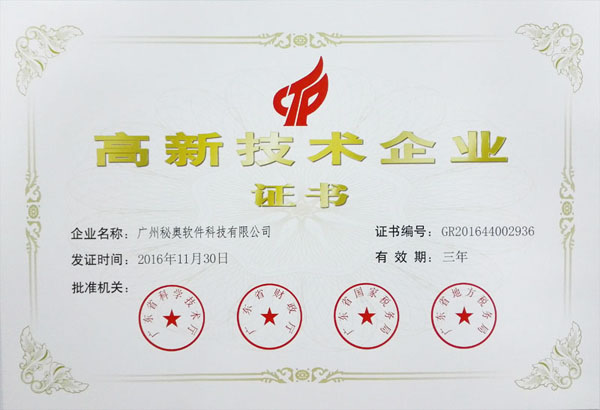 高新技术企业
证书
企业名称：广州秘奥软件科技有限公司
证书编号：GR201644002936
发证时间：2016年11月30日
有 效 期：三年
批准机关：
广东省科学技术厅
广东省财政厅
广东省国家税务局
广东省地方税务局